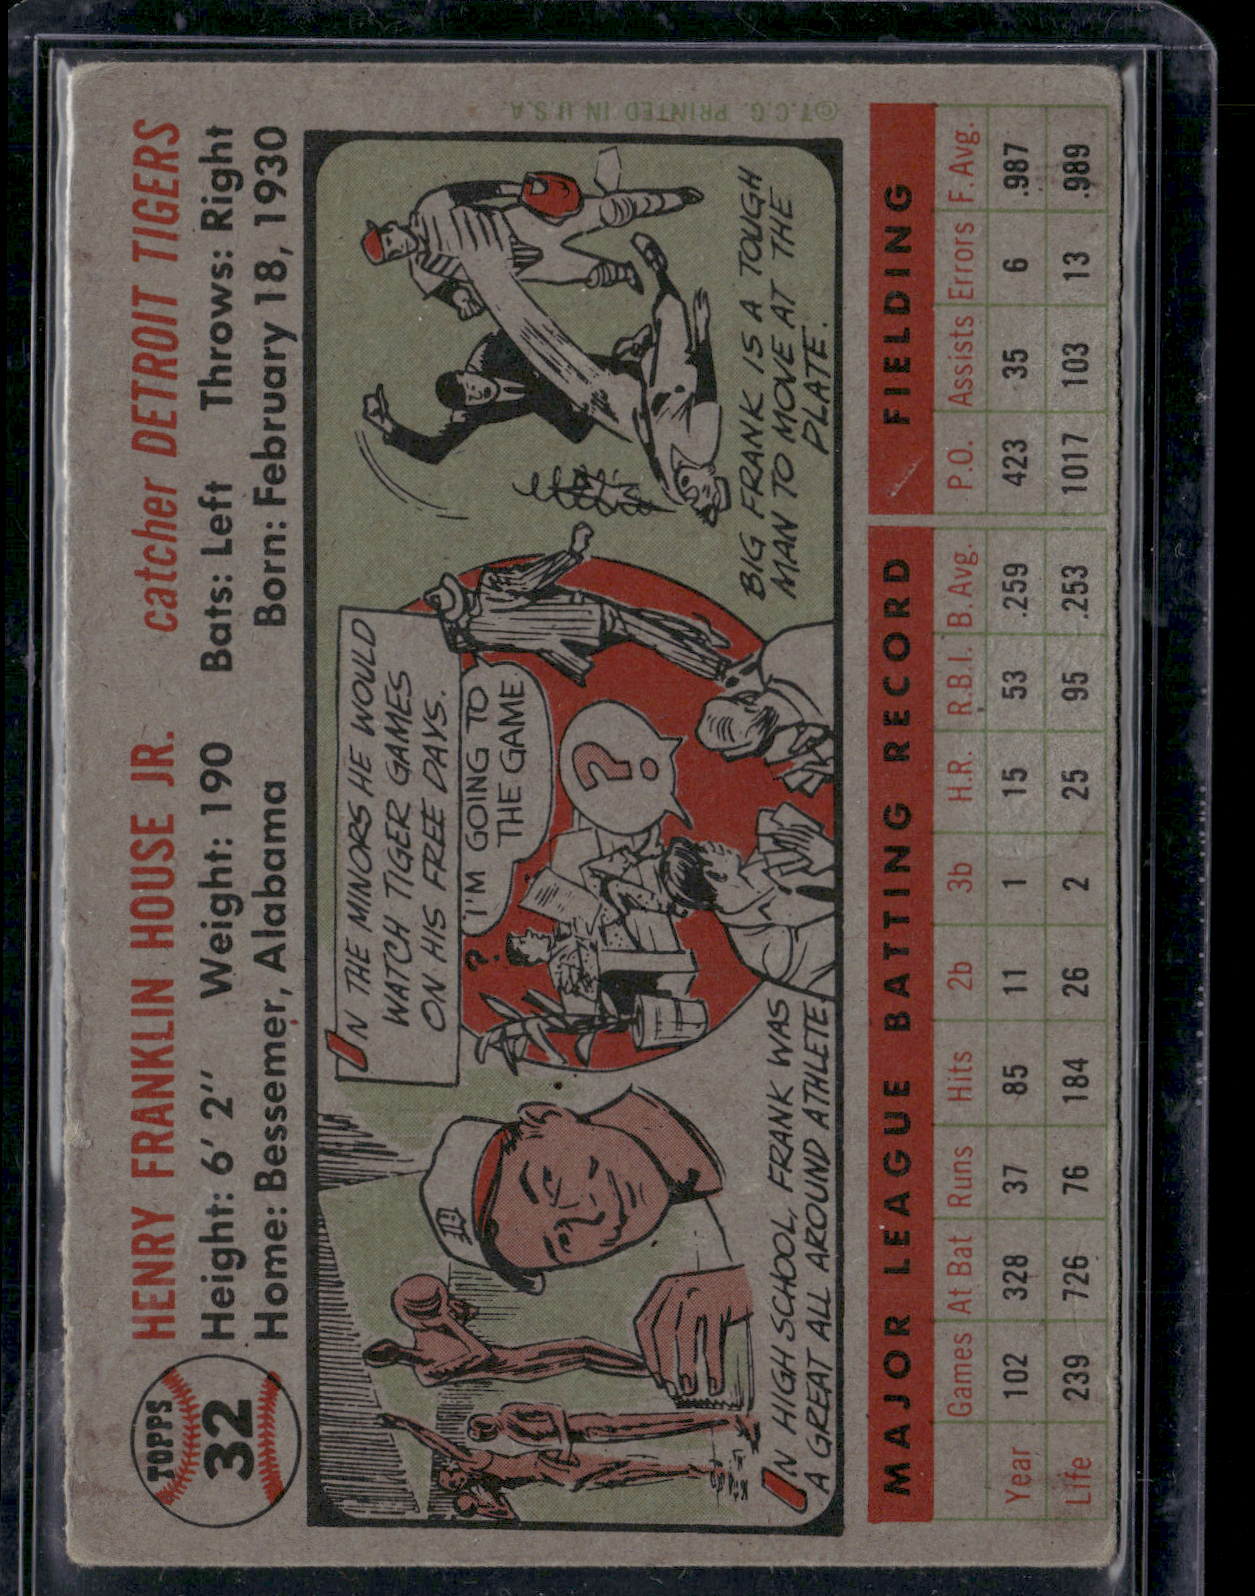 TOPPS
32
HENRY FRANKLIN HOUSE JR. catcher DETROIT TIGERS
Height: 6' 2" Weight: 190 Bats: Left Throws: Right
Home: Bessemer, Alabama Born: February 18, 1930
IN HIGH SCHOOL, FRANK WAS
A GREAT ALL AROUND ATHLETE.
IN THE MINORS HE WOULD
WATCH TIGER GAMES
ON HIS FREE DAYS.
I'M GOING TO
THE GAME
?
?
D
BIG FRANK IS A TOUGH
MAN TO MOVE AT THE
PLATE.
©T.C.G. PRINTED IN U.S.A.
MAJOR LEAGUE BATTING RECORD FIELDING
Games At Bat Runs Hits 2b 3b H.R. R.B.I. B.Avg. P.O. Assists Errors F.Avg.
Year 102 328 37 85 11 1 15 53 .259 423 35 6 .987
Life 239 726 76 184 26 2 25 95 .253 1017 103 13 .989